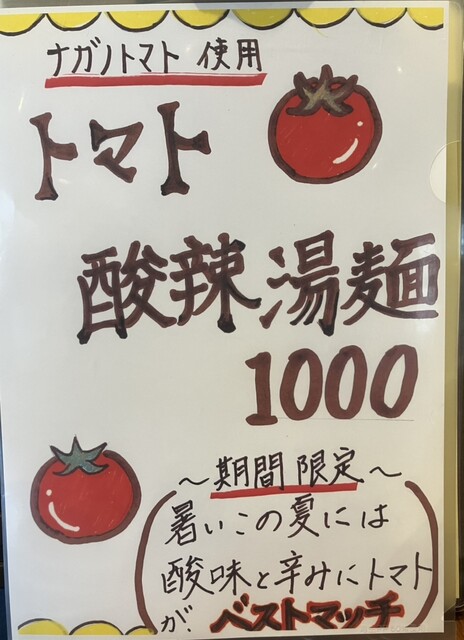 ナガノトマト 使用
トマト
酸辣湯麺
1000
～期間限定～
暑いこの夏には
酸味と辛みにトマト
が ベストマッチ